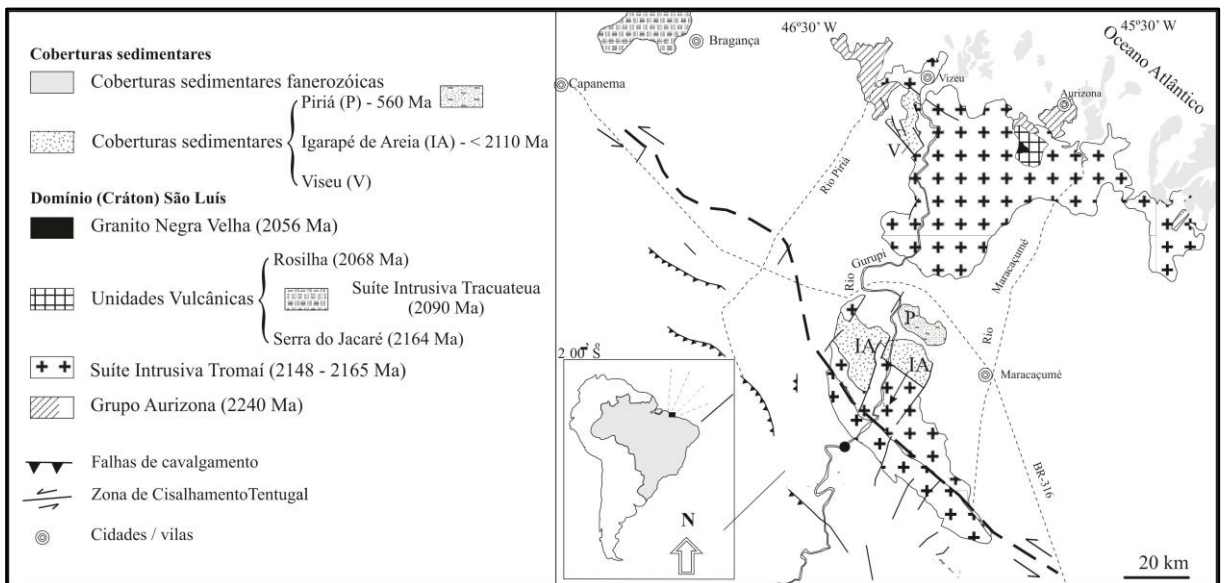 Coberturas sedimentares
Coberturas sedimentares fanerozóicas
Piriá (P) - 560 Ma
Coberturas sedimentares
Igarapé de Areia (IA) - < 2110 Ma
Viseu (V)
Domínio (Cráton) São Luís
Granito Negra Velha (2056 Ma)
Rosilha (2068 Ma)
Unidades Vulcânicas
Suíte Intrusiva Tracuateua
(2090 Ma)
Serra do Jacaré (2164 Ma)
Suíte Intrusiva Tromaí (2148 - 2165 Ma)
Grupo Aurizona (2240 Ma)
Falhas de cavalgamento
Zona de CisalhamentoTentugal
Cidades / vilas
46º30' W
45º30' W
Oceano Atlântico
Bragança
Capanema
Vizeu
Aurizona
V
Rio Piriá
Rio Gurupi
Rio Maracaçumé
P
IA
IA
Maracaçumé
BR-316
N
20 km